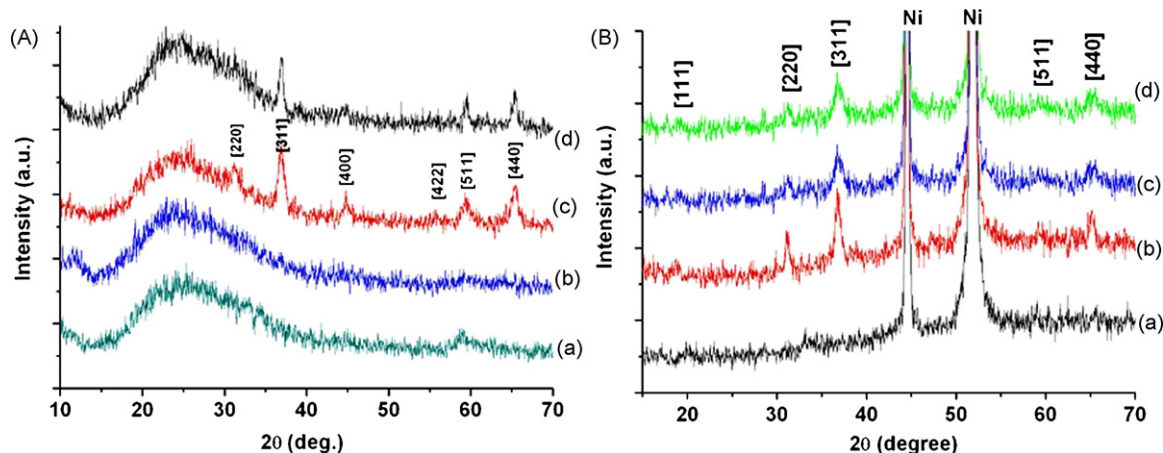 (A)
Intensity (a.u.)
(d)
[220]
[311]
[400]
[422]
[511]
[440]
(c)
(b)
(a)
10 20 30 40 50 60 70
2θ (deg.)
(B)
Ni Ni
Intensity (a.u.)
[111]
[220]
[311]
[511]
[440]
(d)
(c)
(b)
(a)
20 30 40 50 60 70
2θ (degree)